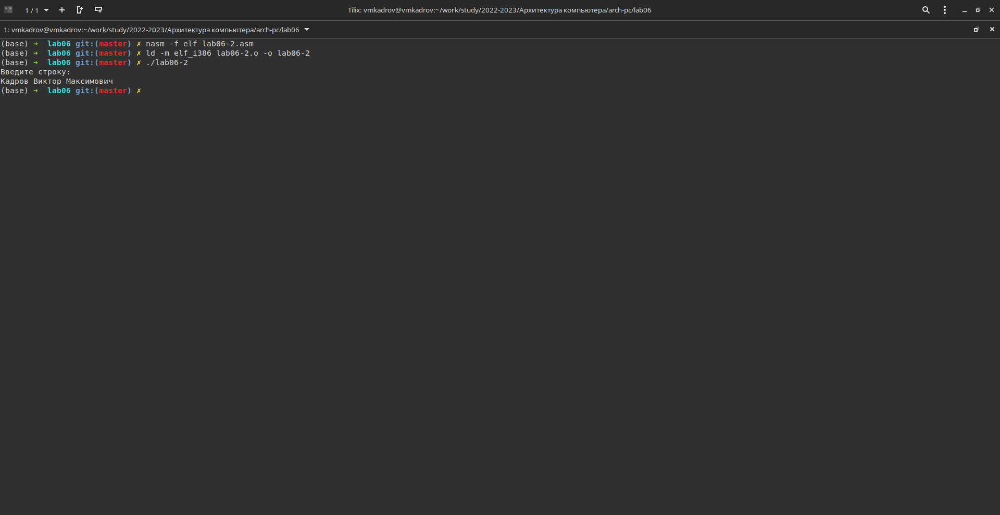 1 / 1
Tilix: vmkadrov@vmkadrov:~/work/study/2022-2023/Архитектура компьютера/arch-pc/lab06
1: vmkadrov@vmkadrov:~/work/study/2022-2023/Архитектура компьютера/arch-pc/lab06
(base) ➜  lab06 git:(master) ✗ nasm -f elf lab06-2.asm
(base) ➜  lab06 git:(master) ✗ ld -m elf_i386 lab06-2.o -o lab06-2
(base) ➜  lab06 git:(master) ✗ ./lab06-2
Введите строку:
Кадров Виктор Максимович
(base) ➜  lab06 git:(master) ✗